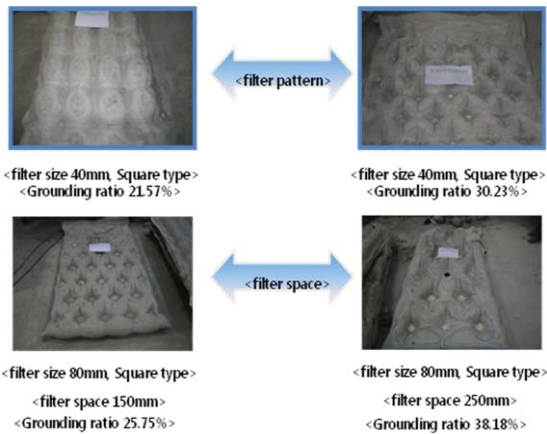 <filter pattern>
<filter size 40mm, Square type>
<Grounding ratio 21.57%>
<filter size 40mm, Square type>
<Grounding ratio 30.23%>
<filter space>
<filter size 80mm, Square type>
<filter space 150mm>
<Grounding ratio 25.75%>
<filter size 80mm, Square type>
<filter space 250mm>
<Grounding ratio 38.18%>